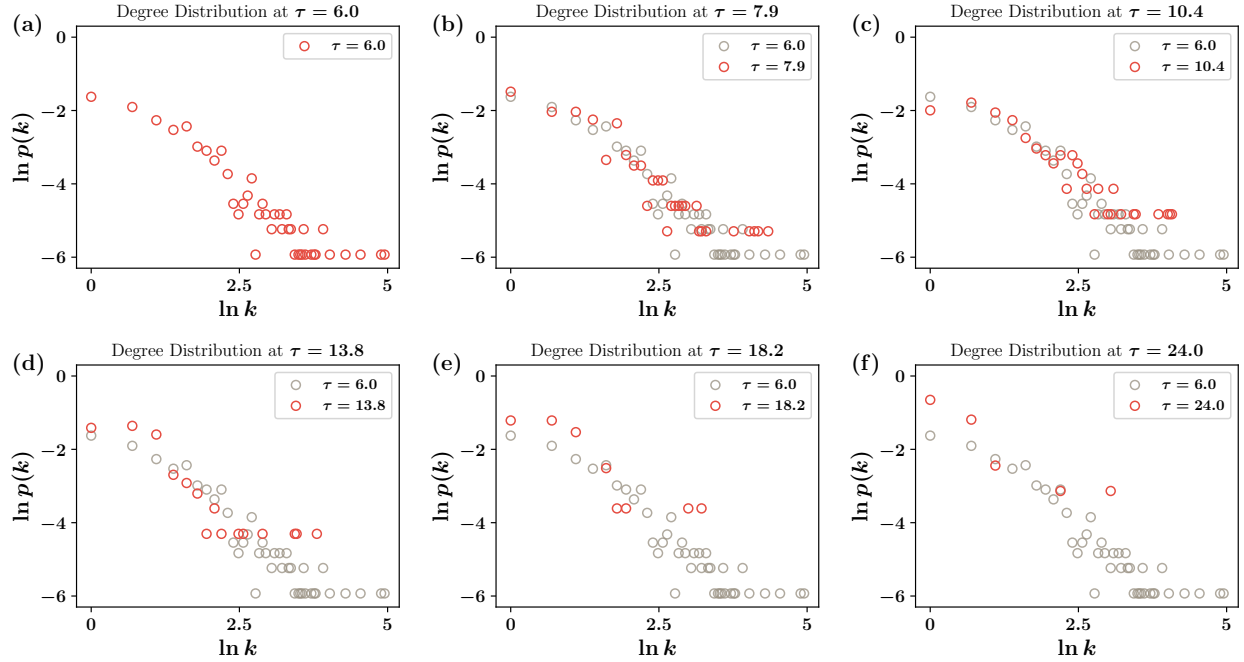 (a)
Degree Distribution at τ = 6.0
τ = 6.0
ln p(k)
0
−2
−4
−6
0
2.5
5
ln k
(b)
Degree Distribution at τ = 7.9
τ = 6.0
τ = 7.9
ln p(k)
0
−2
−4
−6
0
2.5
5
ln k
(c)
Degree Distribution at τ = 10.4
τ = 6.0
τ = 10.4
ln p(k)
0
−2
−4
−6
0
2.5
5
ln k
(d)
Degree Distribution at τ = 13.8
τ = 6.0
τ = 13.8
ln p(k)
0
−2
−4
−6
0
2.5
5
ln k
(e)
Degree Distribution at τ = 18.2
τ = 6.0
τ = 18.2
ln p(k)
0
−2
−4
−6
0
2.5
5
ln k
(f)
Degree Distribution at τ = 24.0
τ = 6.0
τ = 24.0
ln p(k)
0
−2
−4
−6
0
2.5
5
ln k